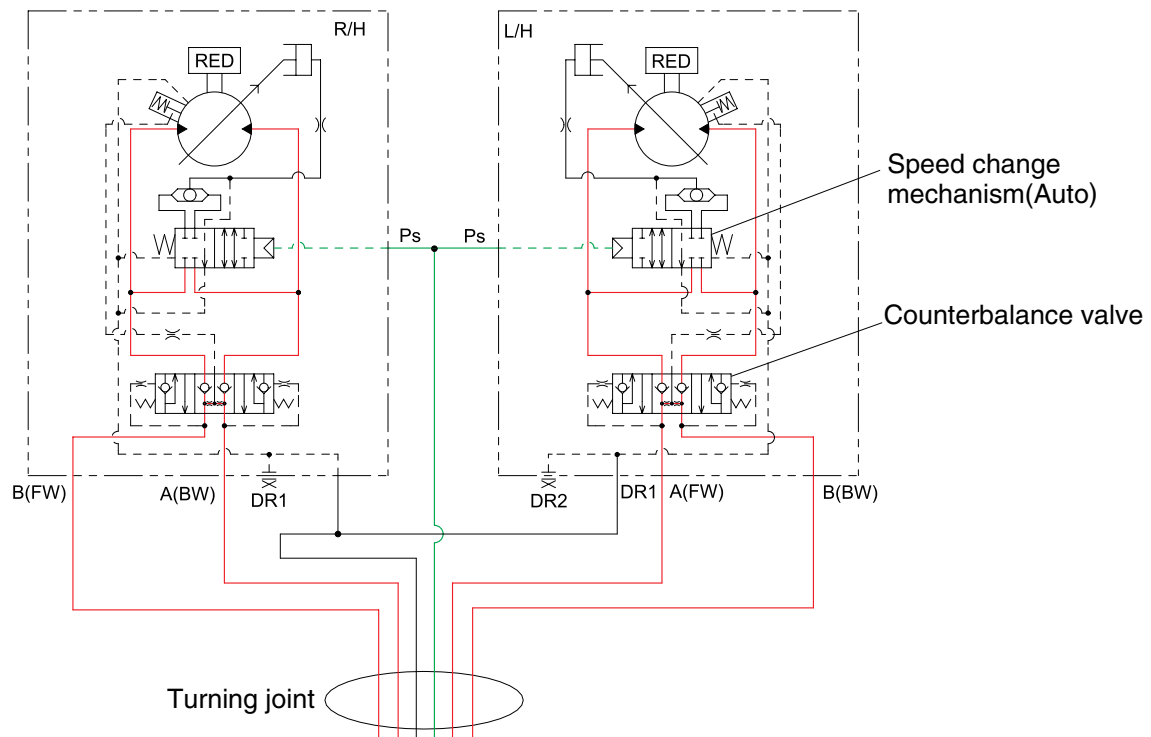 R/H
L/H
RED
RED
Speed change
mechanism(Auto)
Ps
Ps
Counterbalance valve
B(FW)
A(BW)
DR1
DR2
DR1
A(FW)
B(BW)
Turning joint